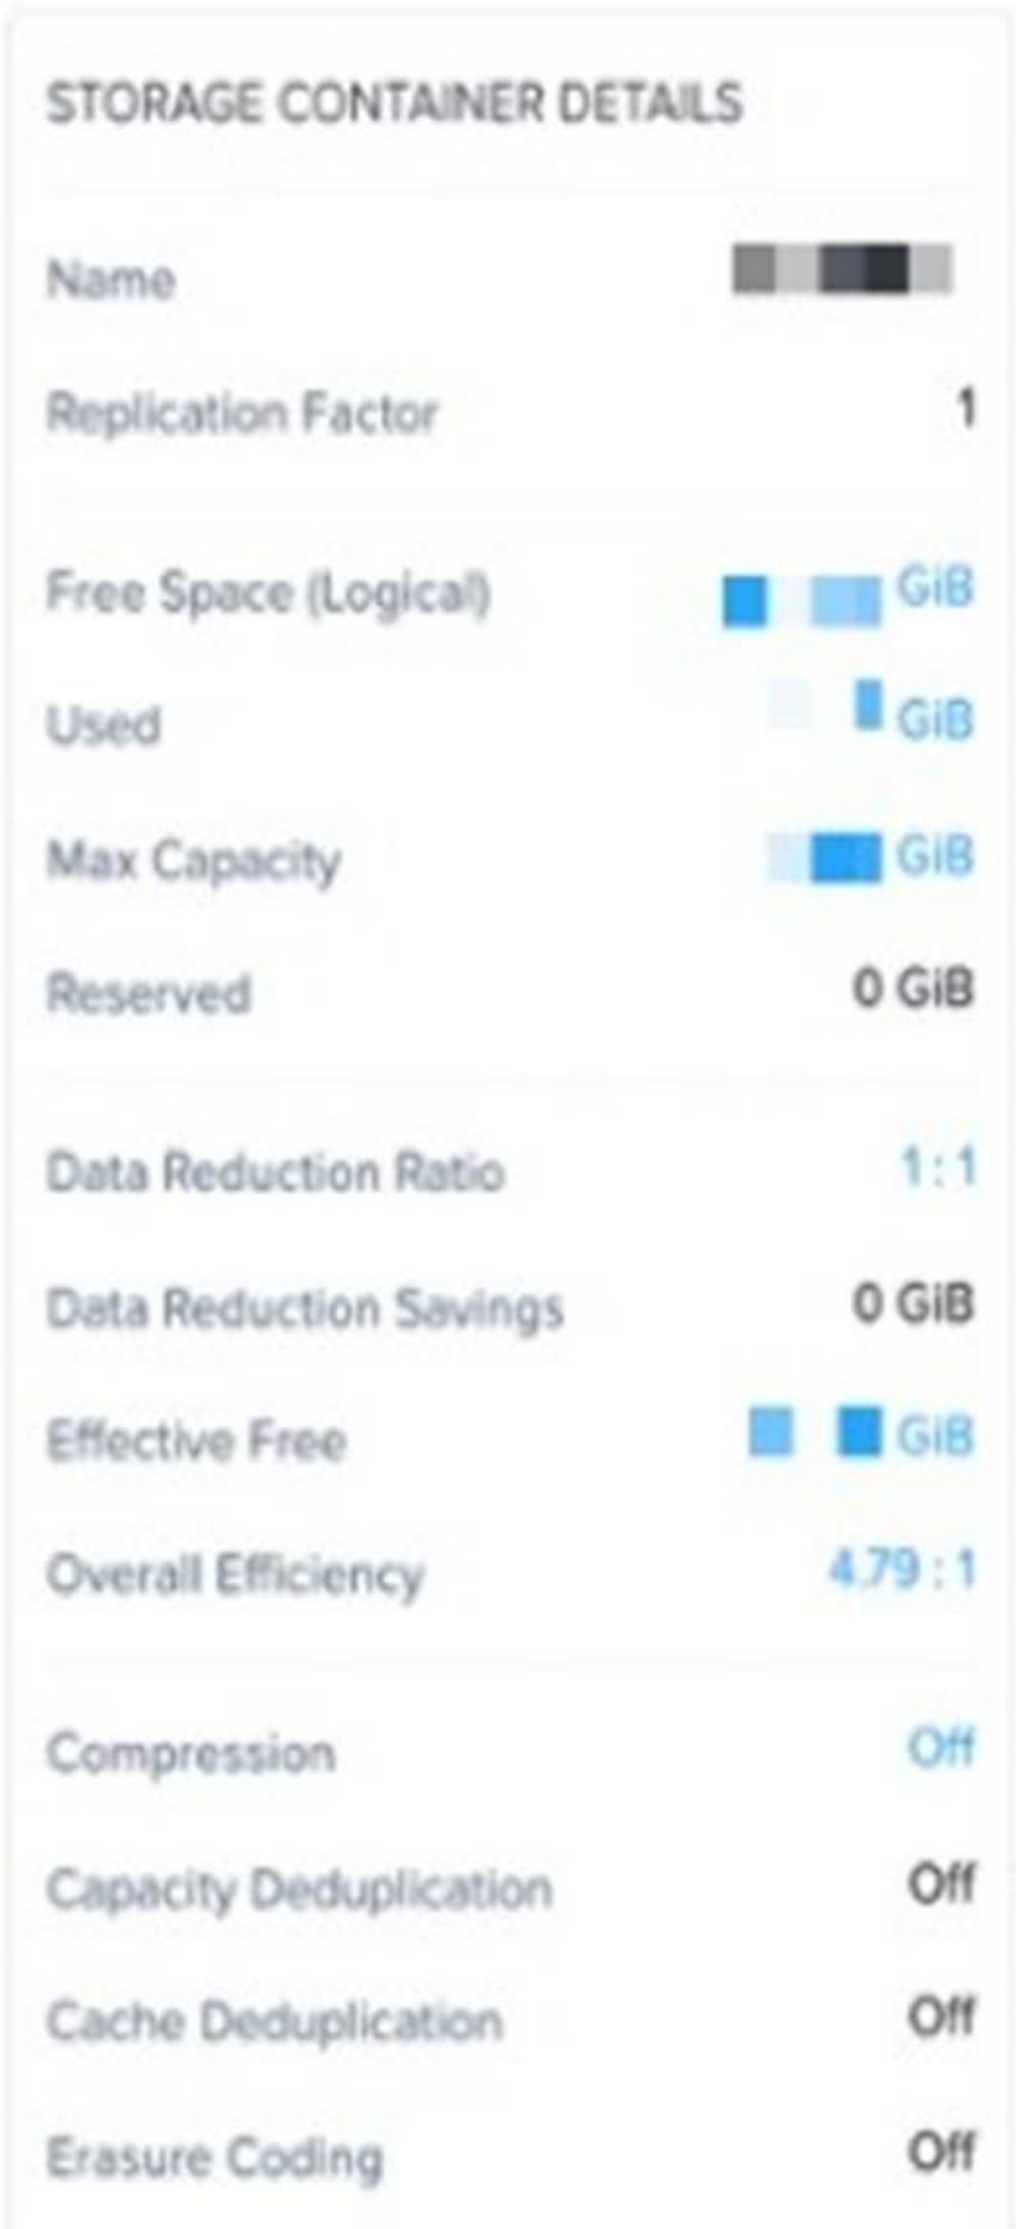 STORAGE CONTAINER DETAILS
Name
Replication Factor 1
Free Space (Logical) GiB
Used GiB
Max Capacity GiB
Reserved 0 GiB
Data Reduction Ratio 1 : 1
Data Reduction Savings 0 GiB
Effective Free GiB
Overall Efficiency 4.79 : 1
Compression Off
Capacity Deduplication Off
Cache Deduplication Off
Erasure Coding Off